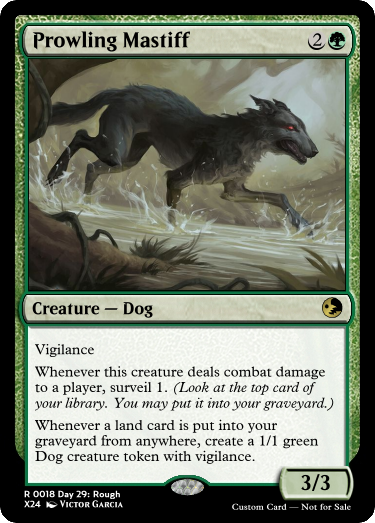 Prowling Mastiff 2
Creature — Dog
Vigilance
Whenever this creature deals combat damage
to a player, surveil 1. (Look at the top card of
your library. You may put it into your graveyard.)
Whenever a land card is put into your
graveyard from anywhere, create a 1/1 green
Dog creature token with vigilance.
3/3
R 0018 Day 29: Rough
X24 Victor Garcia
Custom Card — Not for Sale